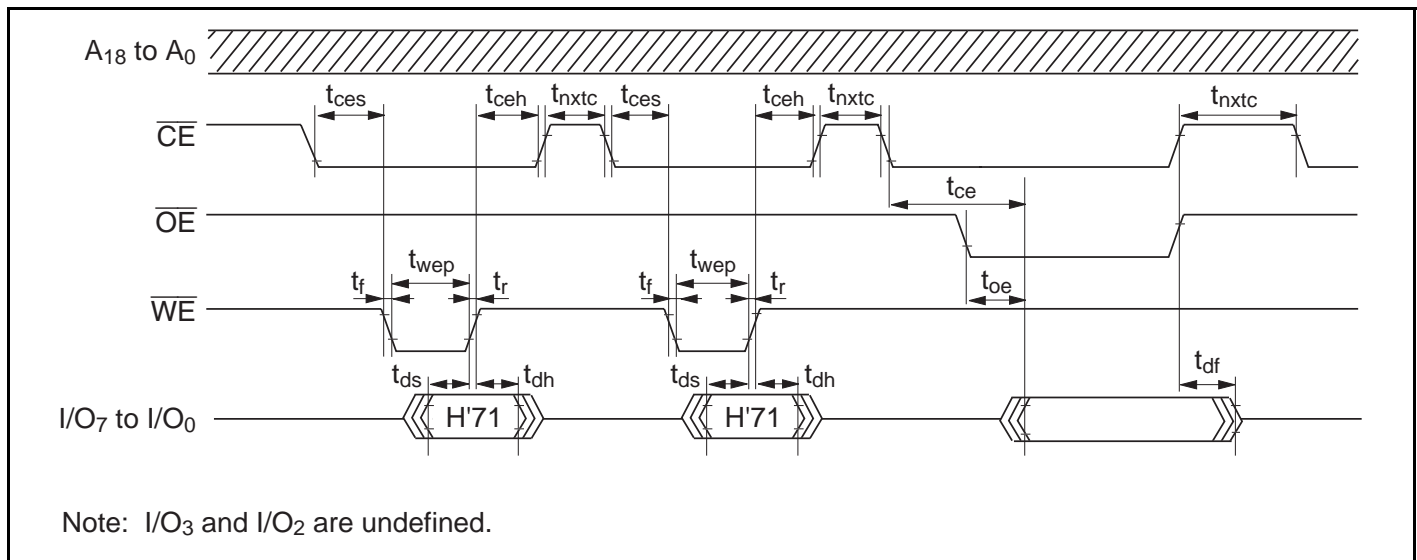 A18 to A0
tces tceh tnxtc tces tceh tnxtc tnxtc
CE
tce
OE
twep twep
tf tr tf tr toe
WE
tds tdh tds tdh tdf
I/O7 to I/O0 H'71 H'71
Note: I/O3 and I/O2 are undefined.